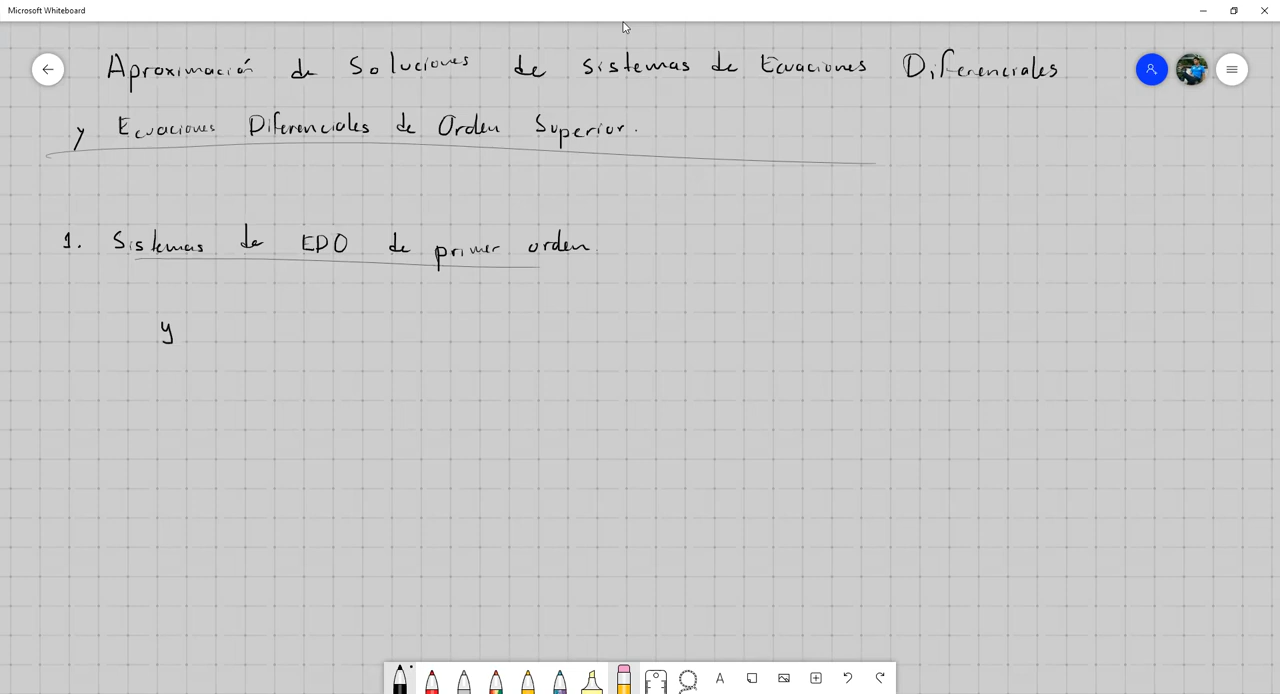 Microsoft Whiteboard
Aproximación de Soluciones de sistemas de Ecuaciones Diferenciales
y Ecuaciones Diferenciales de Orden Superior.
1. Sistemas de EDO de primer orden.
y
A